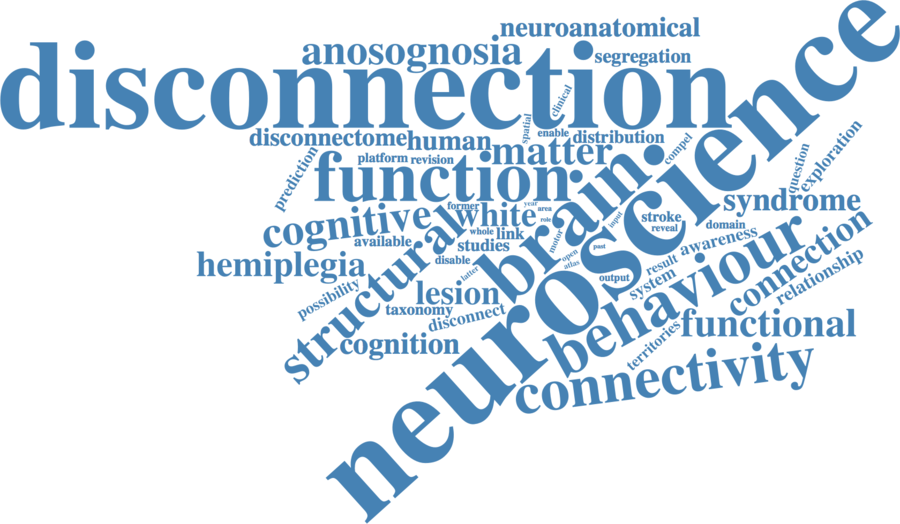 neuroanatomical
anosognosia
segregation
disconnection
neuroscience
clinical
spatial
enable
distribution
disconnectome
human
compel
matter
platform
revision
prediction
function
question
exploration
brain
syndrome
year
former
area
role
white
cognitive
input
stroke
reveal
domain
whole
link
motor
available
studies
structural
past
awareness
behaviour
connection
hemiplegia
disable
open
atlas
latter
output
result
system
relationship
possibility
lesion
taxonomy
disconnect
territories
functional
cognition
connectivity